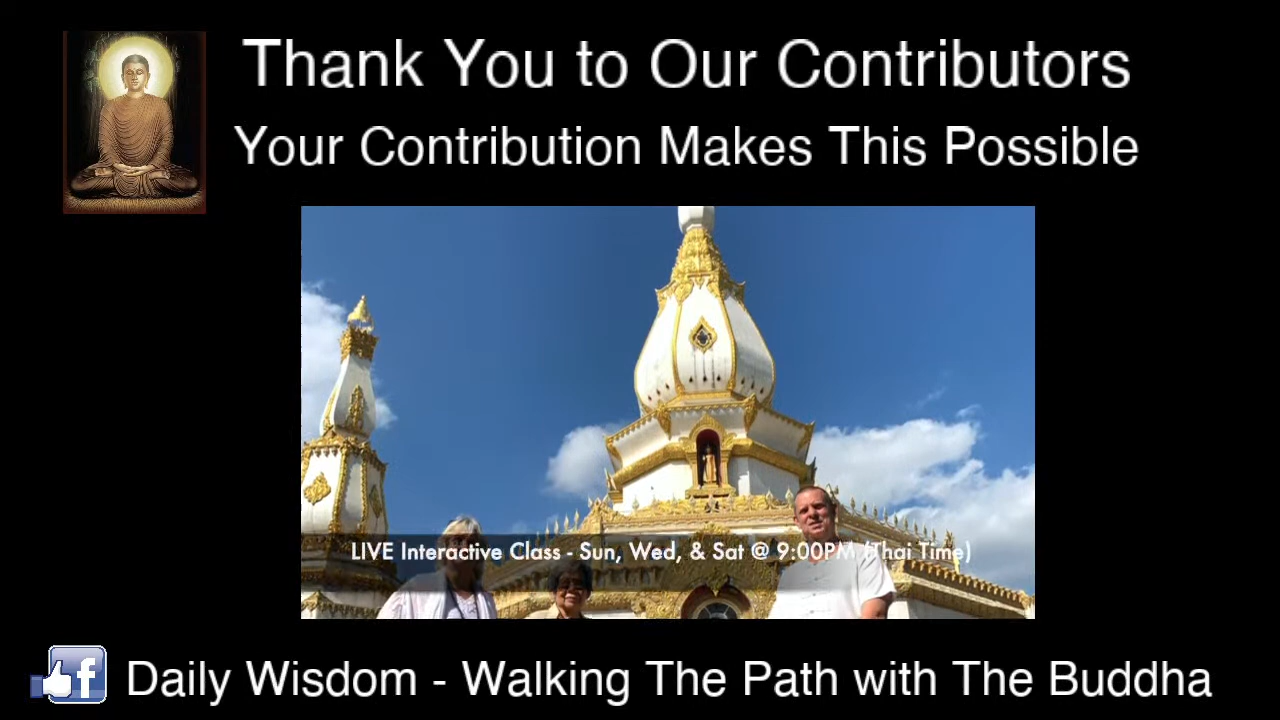 Thank You to Our Contributors
Your Contribution Makes This Possible
LIVE Interactive Class - Sun, Wed, & Sat @ 9:00PM (Thai Time)
f Daily Wisdom - Walking The Path with The Buddha